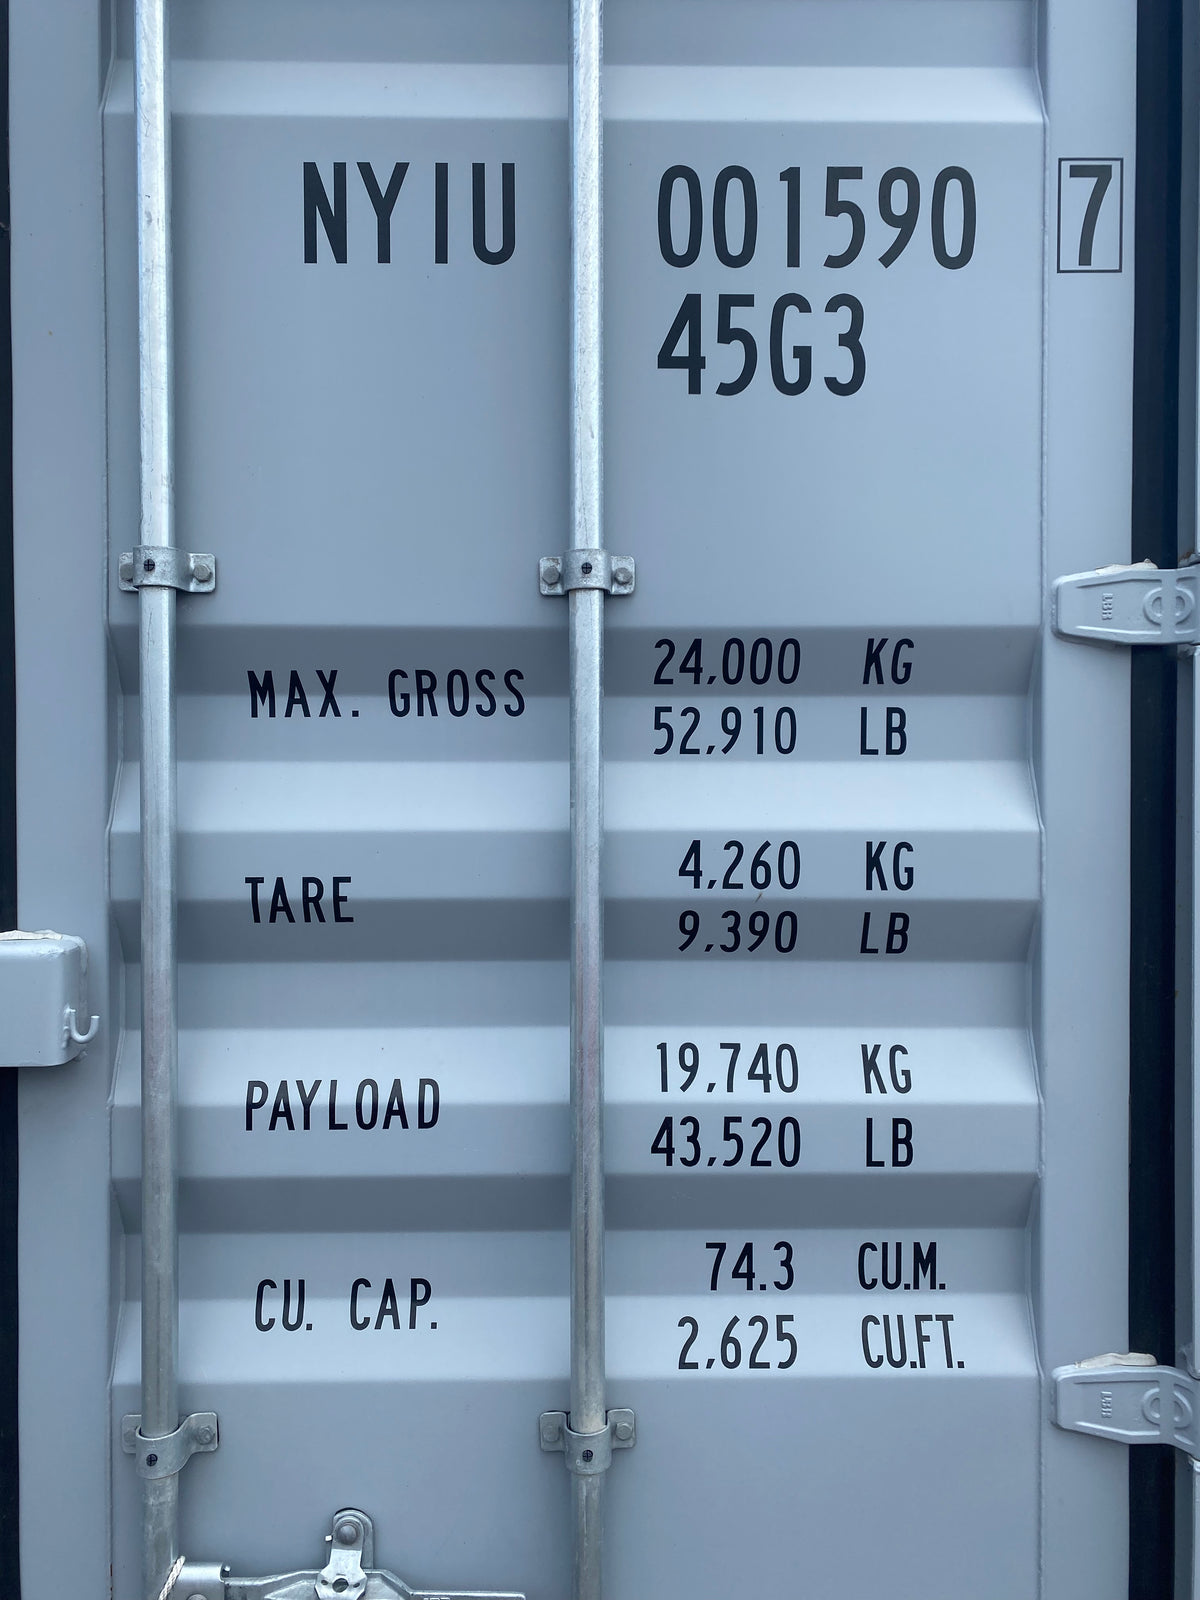 NYIU 001590 7
45G3
MAX. GROSS 24,000 KG
52,910 LB
TARE 4,260 KG
9,390 LB
PAYLOAD 19,740 KG
43,520 LB
CU. CAP. 74.3 CU.M.
2,625 CU.FT.